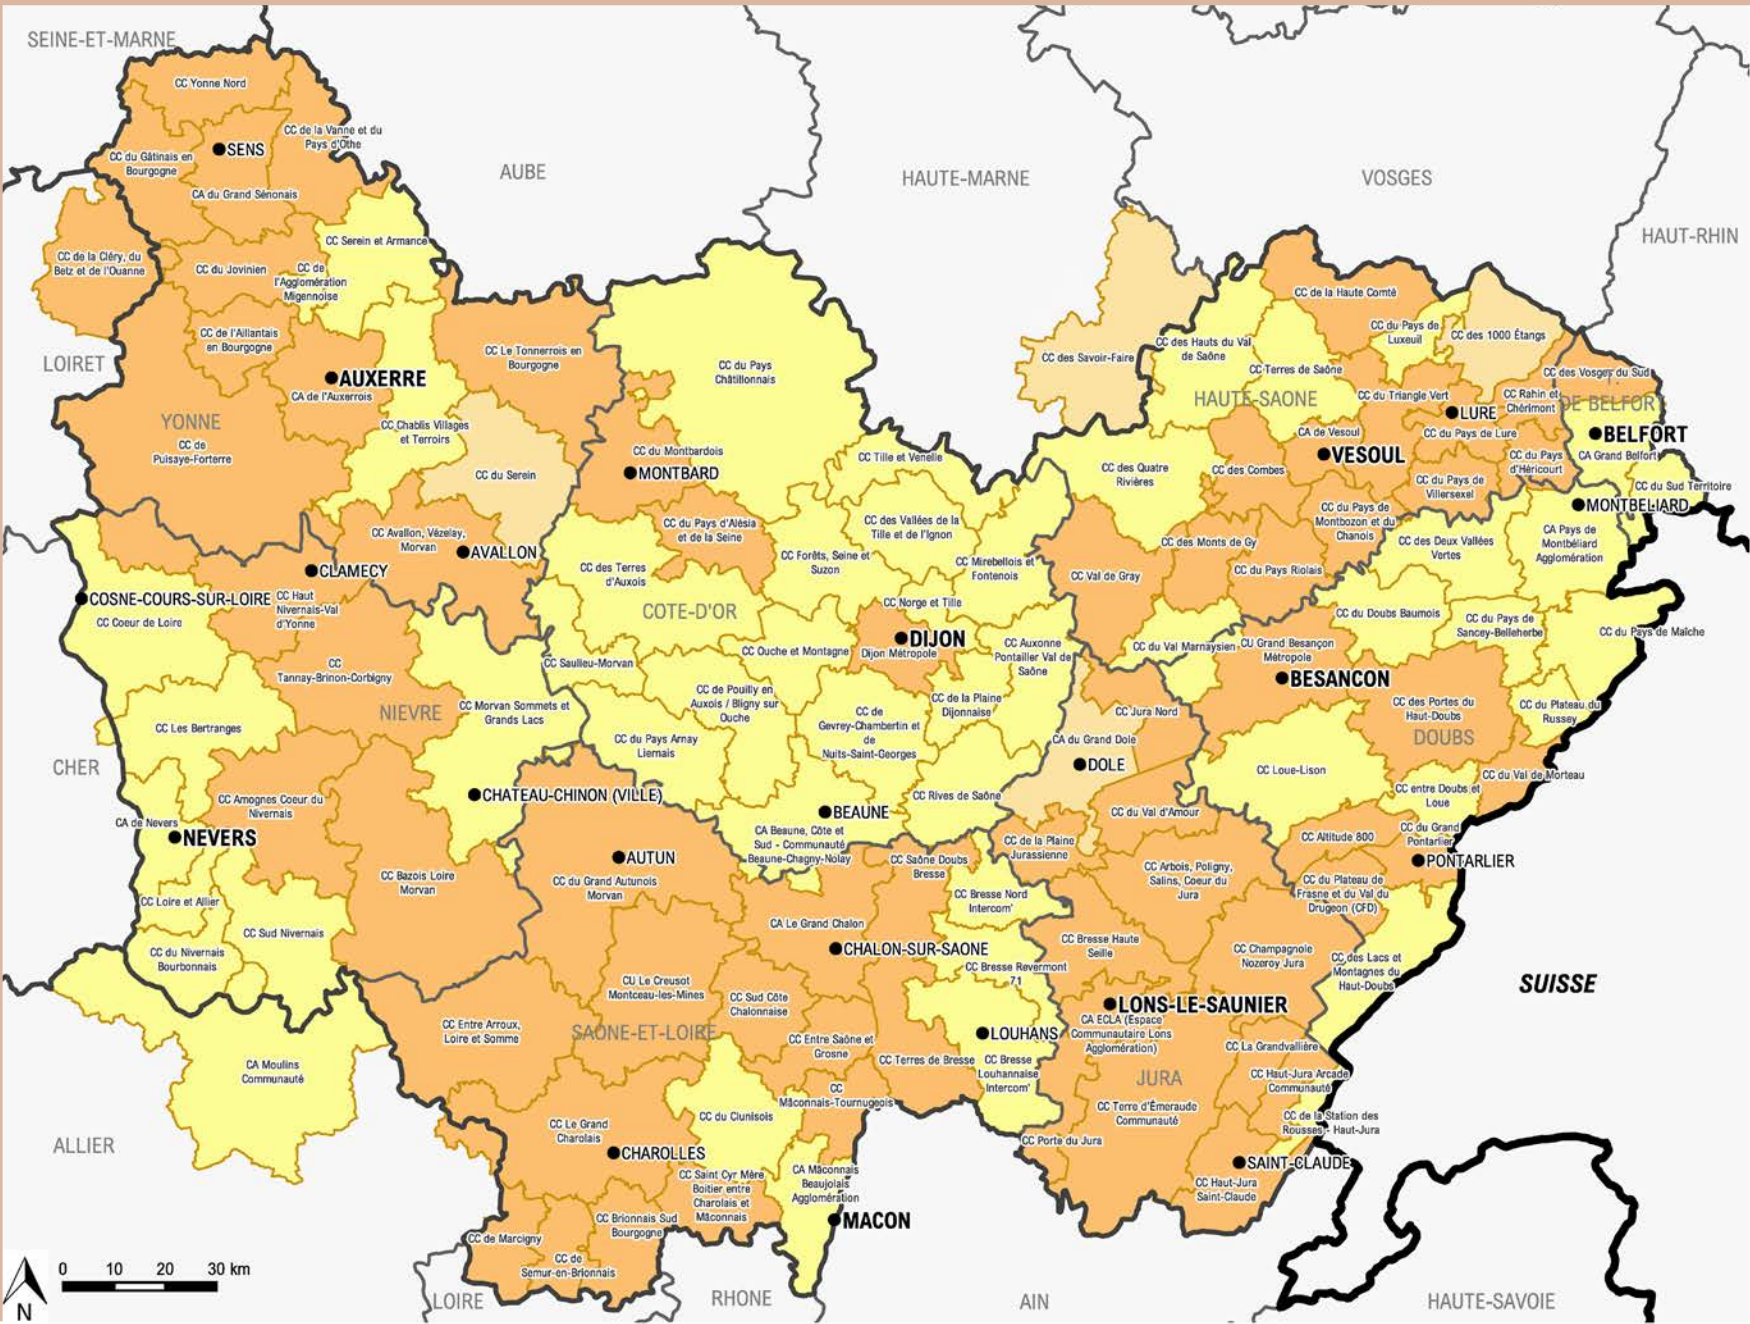 SEINE-ET-MARNE
CC Yonne Nord
CC de la Vanne et du
Pays d'Othe
SENS
CC du Gâtinais en
Bourgogne
CA du Grand Sénonais
AUBE
HAUTE-MARNE
VOSGES
HAUT-RHIN
CC Serein et Armance
CC de la Cléry, du
Betz et de l'Ouanne
CC du Jovinien
CC de
l'Agglomération
Migennoise
CC de l'Aillantais
en Bourgogne
LOIRET
AUXERRE
CA de l'Auxerrois
CC Le Tonnerrois en
Bourgogne
CC du Pays
Châtillonnais
CC des Savoir-Faire
CC des Hauts du Val
de Saône
CC de la Haute Comté
CC du Pays de
Luxeuil
CC des 1000 Étangs
CC Terres de Saône
HAUTE-SAONE
CC des Vosges du Sud
CC du Triangle Vert
CC Rahin et
Chérimont
DE BELFORT
LURE
YONNE
CC de
Puisaye-Forterre
CC Chablis Villages
et Terroirs
CC du Serein
CC du Montbardois
MONTBARD
CC Tille et Venelle
CC des Quatre
Rivières
CC des Combes
CA de Vesoul
VESOUL
CC du Pays de Lure
BELFORT
CA Grand Belfort
CC du Pays
d'Héricourt
CC du Pays de
Villersexel
CC du Sud Territoire
MONTBELIARD
CC Avallon, Vézelay,
Morvan
AVALLON
CC du Pays d'Alésia
et de la Seine
CC des Vallées de la
Tille et de l'Ignon
CC Forêts, Seine et
Suzon
CC Mirebellois et
Fontenois
CC du Pays de
Montbozon et du
Chanois
CC des Monts de Gy
CC des Deux Vallées
Vertes
CA Pays de
Montbéliard
Agglomération
CLAMECY
CC des Terres
d'Auxois
CC Val de Gray
CC du Pays Riolais
COSNE-COURS-SUR-LOIRE
CC Coeur de Loire
CC Haut
Nivernais-Val
d'Yonne
COTE-D'OR
CC Norge et Tille
DIJON
Dijon Métropole
CC Auxonne
Pontailler Val de
Saône
CC du Val Marnaysien
CU Grand Besançon
Métropole
BESANCON
CC du Doubs Baumois
CC du Pays de
Sancey-Belleherbe
CC du Pays de Maîche
CC
Tannay-Brinon-Corbigny
CC Saulieu-Morvan
CC Ouche et Montagne
CC Morvan Sommets et
Grands Lacs
NIEVRE
CC Les Bertranges
CC de Pouilly en
Auxois / Bligny sur
Ouche
CC de la Plaine
Dijonnaise
CC de
Gevrey-Chambertin et
de
Nuits-Saint-Georges
CC du Pays Arnay
Liernais
CC Jura Nord
CA du Grand Dole
DOLE
CC des Portes du
Haut-Doubs
DOUBS
CC du Plateau du
Russey
CHER
CC Loue-Lison
CC du Val de Morteau
CC entre Doubs et
Loue
CHATEAU-CHINON (VILLE)
CC Amognes Coeur du
Nivernais
CA de Nevers
NEVERS
BEAUNE
CA Beaune, Côte et
Sud - Communauté
Beaune-Chagny-Nolay
CC Rives de Saône
CC du Val d'Amour
CC de la Plaine
Jurassienne
CC Altitude 800
CC du Grand
Pontarlier
PONTARLIER
AUTUN
CC du Grand Autunois
Morvan
CC Bazois Loire
Morvan
CC Saône Doubs
Bresse
CC Bresse Nord
Intercom'
CC Arbois, Poligny,
Salins, Coeur du
Jura
CC du Plateau de
Frasne et du Val du
Drugeon (CFD)
CC Loire et Allier
CC Sud Nivernais
CC du Nivernais
Bourbonnais
CA Le Grand Chalon
CHALON-SUR-SAONE
CC Bresse Haute
Seille
CC Champagnole
Nozeroy Jura
CC des Lacs et
Montagnes du
Haut-Doubs
SUISSE
CC Bresse Revermont
71
CU Le Creusot
Montceau-les-Mines
CC Sud Côte
Chalonnaise
LONS-LE-SAUNIER
CA ECLA (Espace
Communautaire Lons
Agglomération)
CC Entre Arroux,
Loire et Somme
SAONE-ET-LOIRE
CC Entre Saône et
Grosne
LOUHANS
CC Terres de Bresse
CC Bresse
Louhannaise
Intercom'
CC La Grandvallière
CC Haut-Jura Arcade
Communauté
CA Moulins
Communauté
JURA
CC
Mâconnais-Tournugeois
CC du Clunisois
CC Terre d'Émeraude
Communauté
CC de la Station des
Rousses - Haut-Jura
ALLIER
CC Le Grand
Charolais
CHAROLLES
CC Porte du Jura
SAINT-CLAUDE
CC Haut-Jura
Saint-Claude
CC Saint Cyr Mère
Boitier entre
Charolais et
Mâconnais
CA Mâconnais
Beaujolais
Agglomération
MACON
CC Brionnais Sud
Bourgogne
CC de Marcigny
CC de
Semur-en-Brionnais
0 10 20 30 km
N
LOIRE
RHONE
AIN
HAUTE-SAVOIE